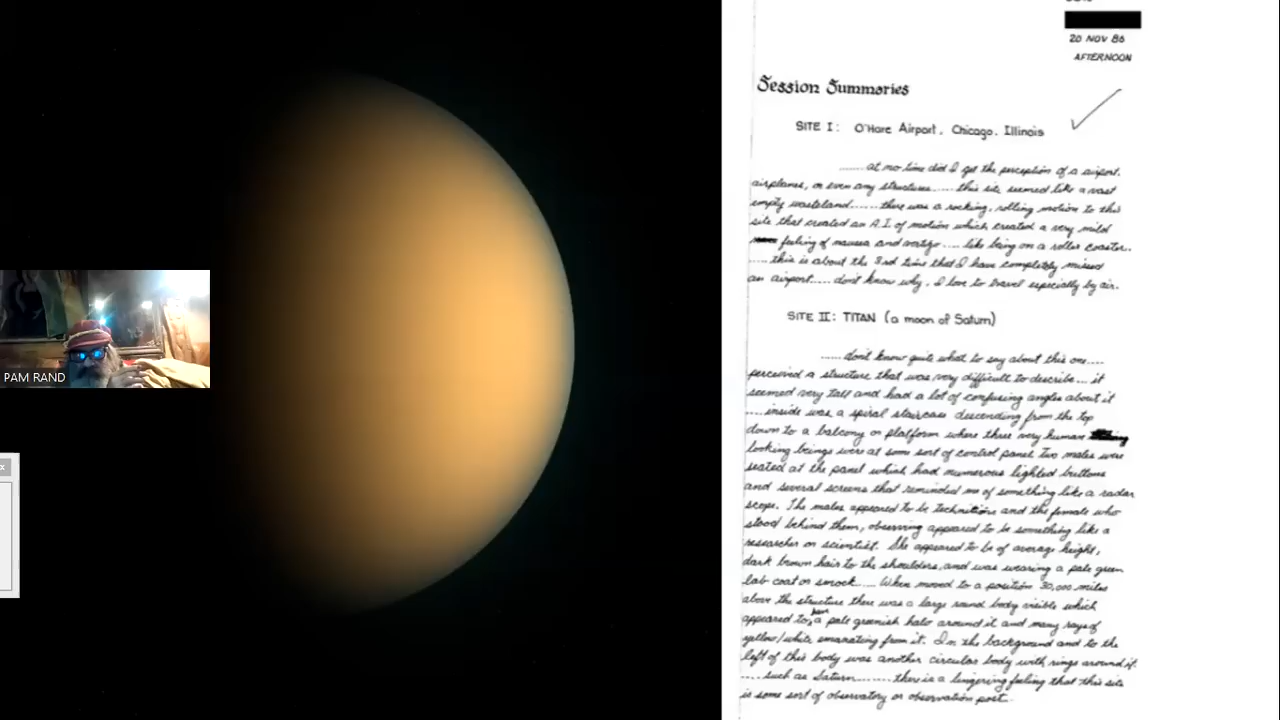 PAM RAND
x
20 NOV 86
AFTERNOON
Session Summaries
SITE I: O'Hare Airport, Chicago, Illinois
......at no time did I get the perception of a airport,
airplanes, or even any structures.....this site seemed like a vast
empty wasteland......there was a rocking, rolling motion to this
site that created an A.I. of motion which created a very mild
feeling of nausea and vertigo....like being on a roller coaster..
.....this is about the 3rd time that I have completely missed
an airport.....don't know why, I love to travel especially by air.
SITE II: TITAN (a moon of Saturn)
......don't know quite what to say about this one....
perceived a structure that was very difficult to describe...it
seemed very tall and had a lot of confusing angles about it
....inside was a spiral staircase descending from the top
down to a balcony or platform where three very human
looking beings were at some sort of control panel. Two males were
seated at the panel which had numerous lighted buttons
and several screens that reminded me of something like a radar
scope. The males appeared to be technitions and the female who
stood behind them, observing appeared to be something like a
researcher or scientist. She appeared to be of average height,
dark brown hair to the shoulders, and was wearing a pale green
lab coat or smock....When moved to a position 30,000 miles
above the structure there was a large round body visible which
appeared to have a pale greenish halo around it and many rays of
yellow/white emanating from it. In the background and to the
left of this body was another circular body with rings around it.
....such as Saturn.......there is a lingering feeling that this site
is some sort of observatory or observation post..